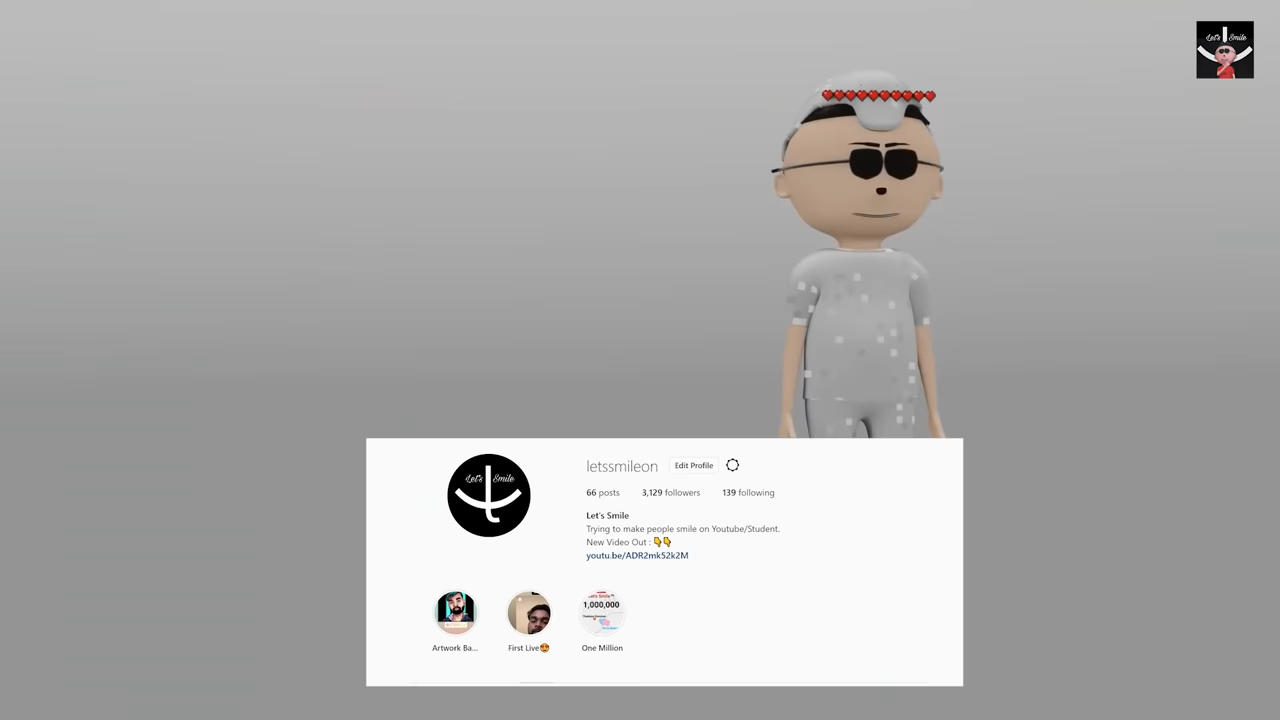 Let's Smile
letssmileon Edit Profile
66 posts 3,129 followers 139 following
Let's Smile
Trying to make people smile on Youtube/Student.
New Video Out : 👇👇
youtu.be/ADR2mk52k2M
Let's Smile
Let's Smile
1,000,000
Artwork Ba... First Live😍 One Million